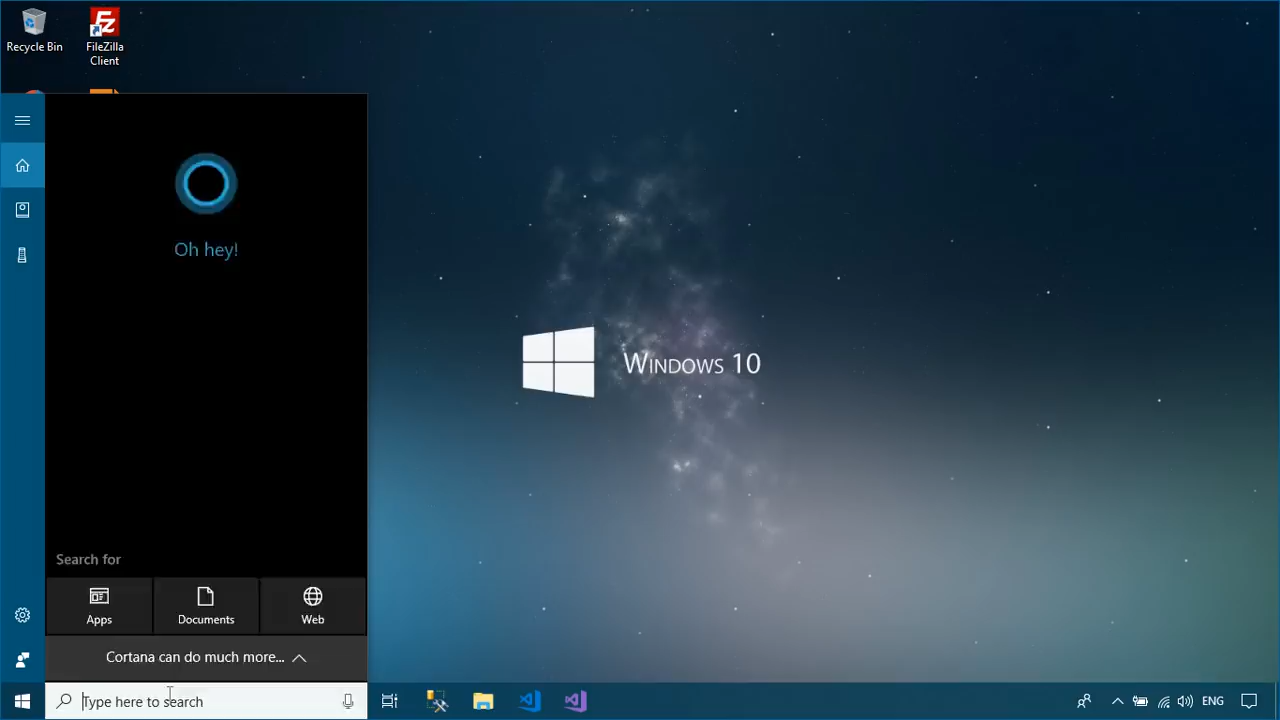 Recycle Bin
FileZilla
Client
Oh hey!
Windows 10
Search for
Apps
Documents
Web
Cortana can do much more...
Type here to search
ENG